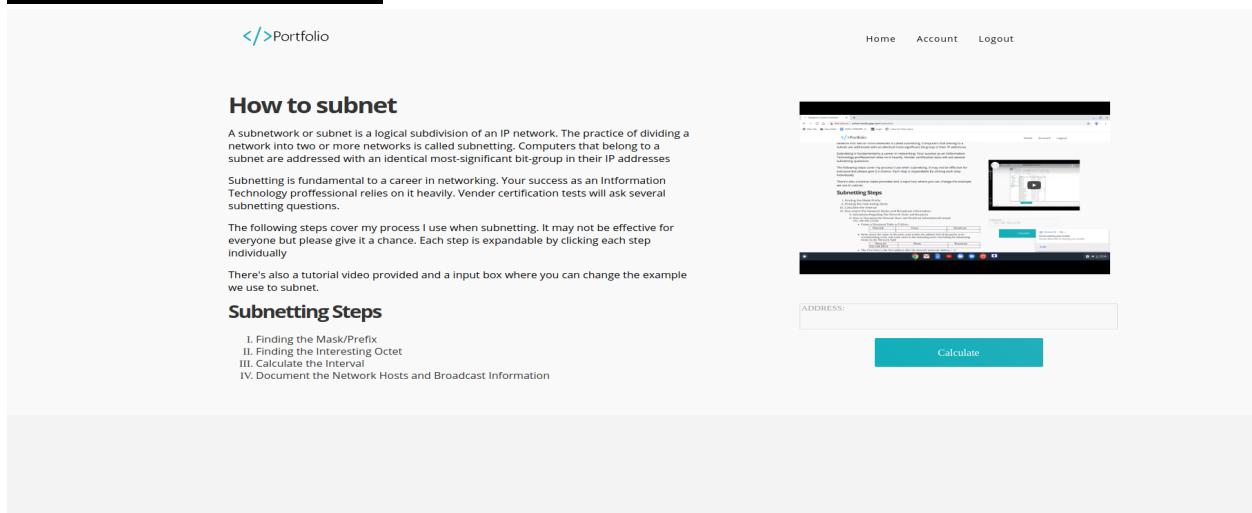 </>Portfolio
Home Account Logout
How to subnet
A subnetwork or subnet is a logical subdivision of an IP network. The practice of dividing a
network into two or more networks is called subnetting. Computers that belong to a
subnet are addressed with an identical most-significant bit-group in their IP addresses
Subnetting is fundamental to a career in networking. Your success as an Intformation
Technology proffessional relies on it heavily. Vender certification tests will ask several
subnetting questions.
The following steps cover my process I use when subnetting. It may not be effective for
everyone but please give it a chance. Each step is expandable by clicking each step
individually
There's also a tutorial video provided and a input box where you can change the example
we use to subnet.
Subnetting Steps
I. Finding the Mask/Prefix
II. Finding the Interesting Octet
III. Calculate the Interval
IV. Document the Network Hosts and Broadcast Information
</>Portfolio
Subnetting Steps
ADDRESS:
Calculate